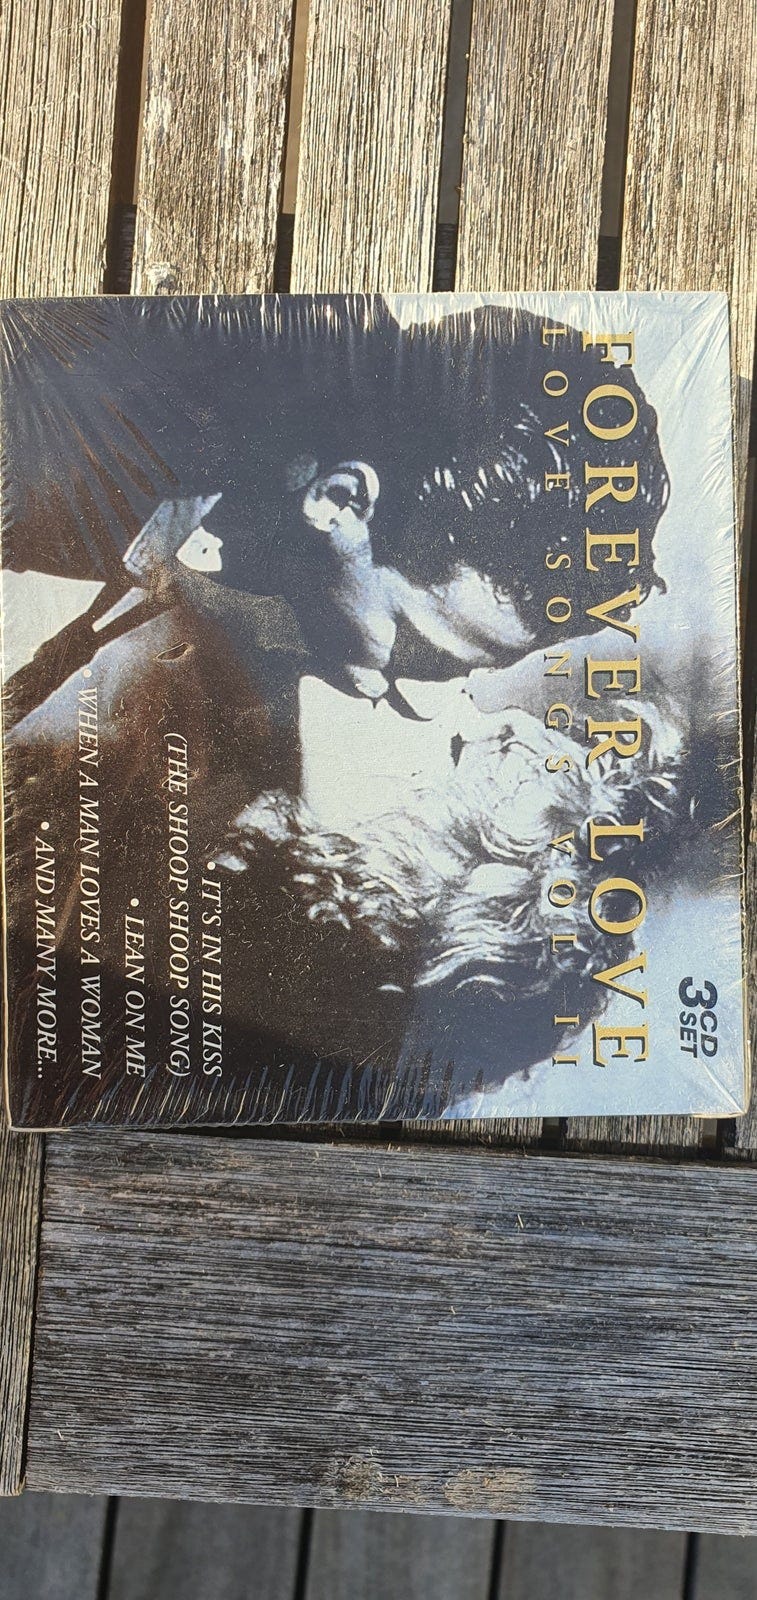 3 CD SET
FOREVER LOVE
LOVE SONGS VOL II
• IT'S IN HIS KISS
(THE SHOOP SHOOP SONG)
• LEAN ON ME
• WHEN A MAN LOVES A WOMAN
• AND MANY MORE...